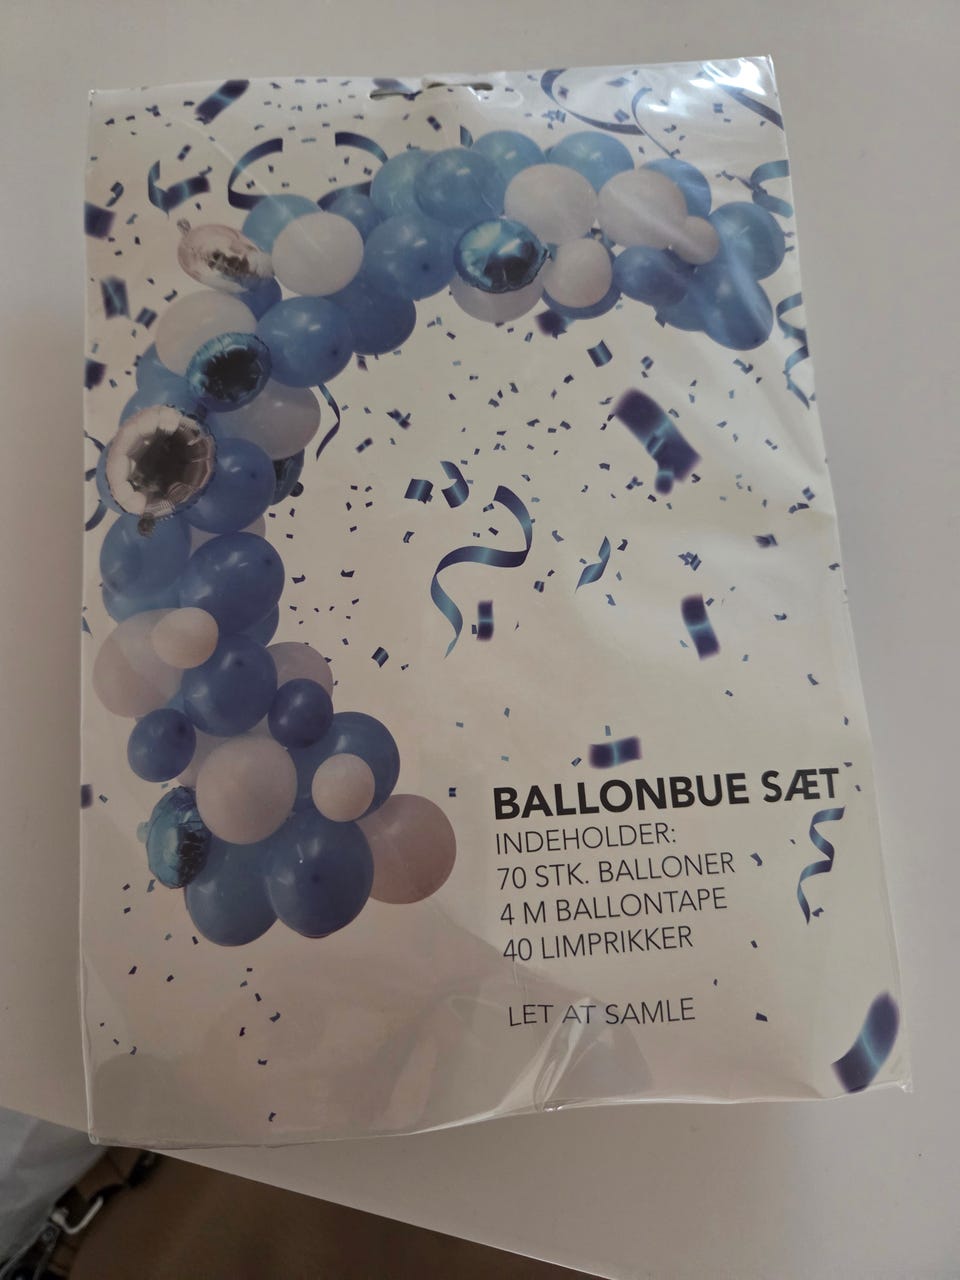 BALLONBUE SÆT
INDEHOLDER:
70 STK. BALLONER
4 M BALLONTAPE
40 LIMPRIKKER
LET AT SAMLE